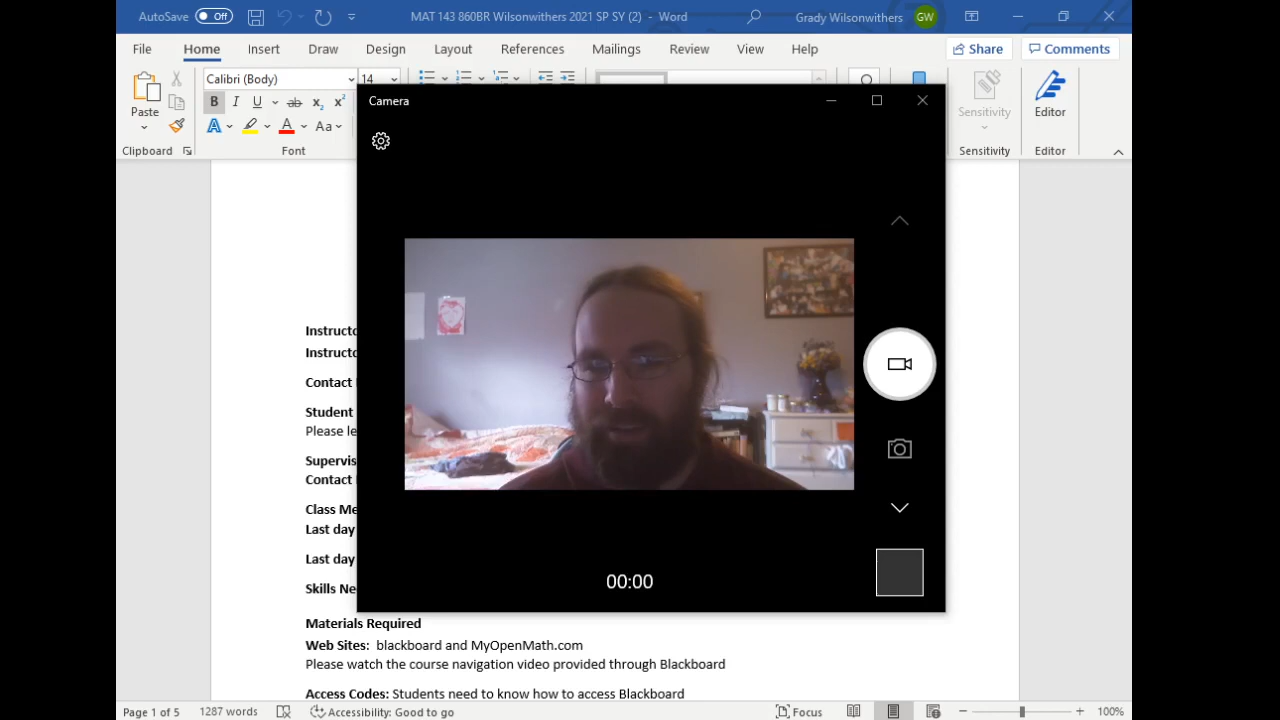 AutoSave Off MAT 143 860BR Wilsonwithers 2021 SP SY (2) - Word Grady Wilsonwithers GW
File Home Insert Draw Design Layout References Mailings Review View Help Share Comments
Calibri (Body) 14
Paste B I U ab x₂ x² A A Aa Sensitivity Editor
Clipboard Font Sensitivity Editor
Camera
Instructo
Instructo
Contact
Student
Please le
Supervis
Contact
Class Me
Last day
Last day
Skills Ne
00:00
Materials Required
Web Sites: blackboard and MyOpenMath.com
Please watch the course navigation video provided through Blackboard
Access Codes: Students need to know how to access Blackboard
Page 1 of 5 1287 words Accessibility: Good to go Focus 100%